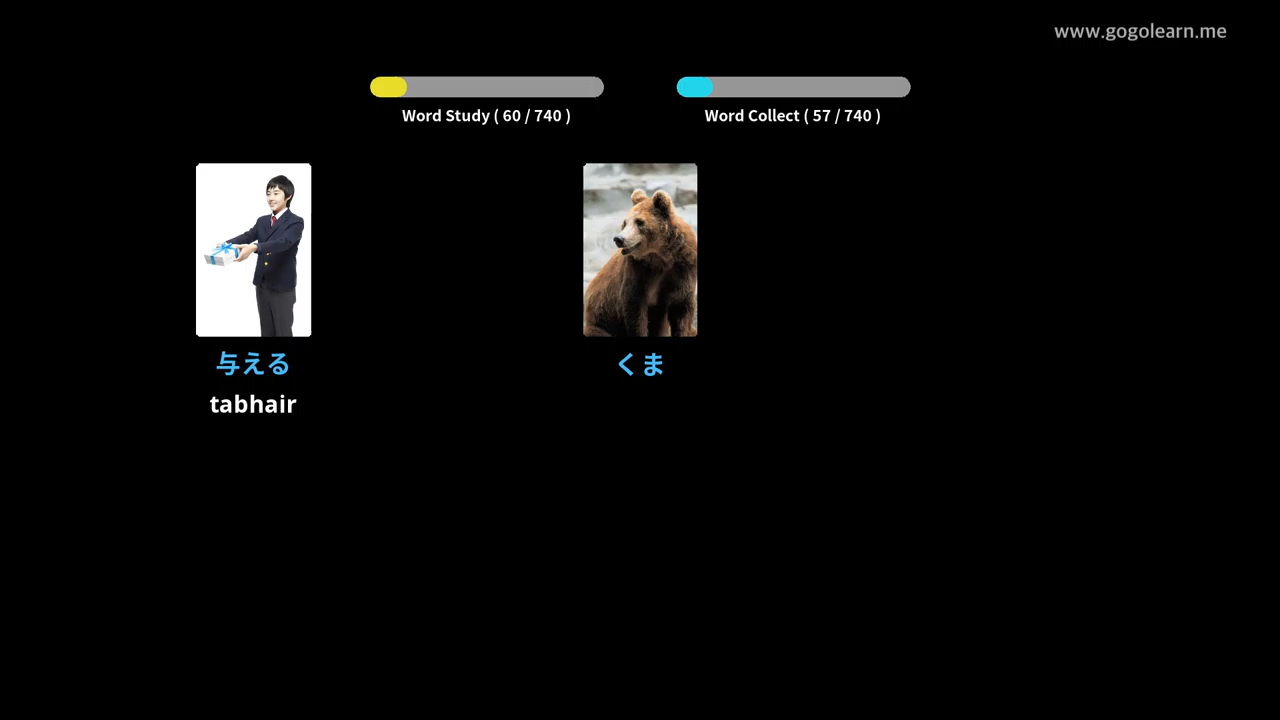 www.gogolearn.me
Word Study ( 60 / 740 )
Word Collect ( 57 / 740 )
与える
くま
tabhair